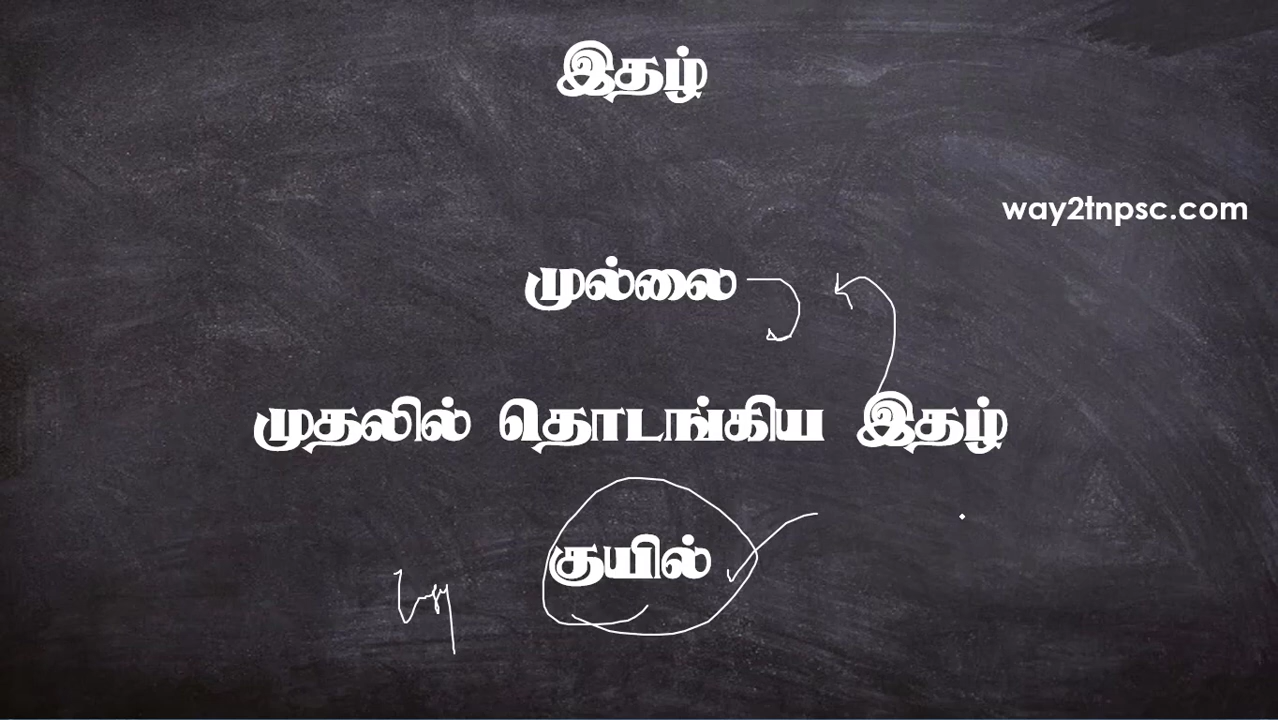 இதழ்
way2tnpsc.com
முல்லை
முதலில் தொடங்கிய இதழ்
குயில்